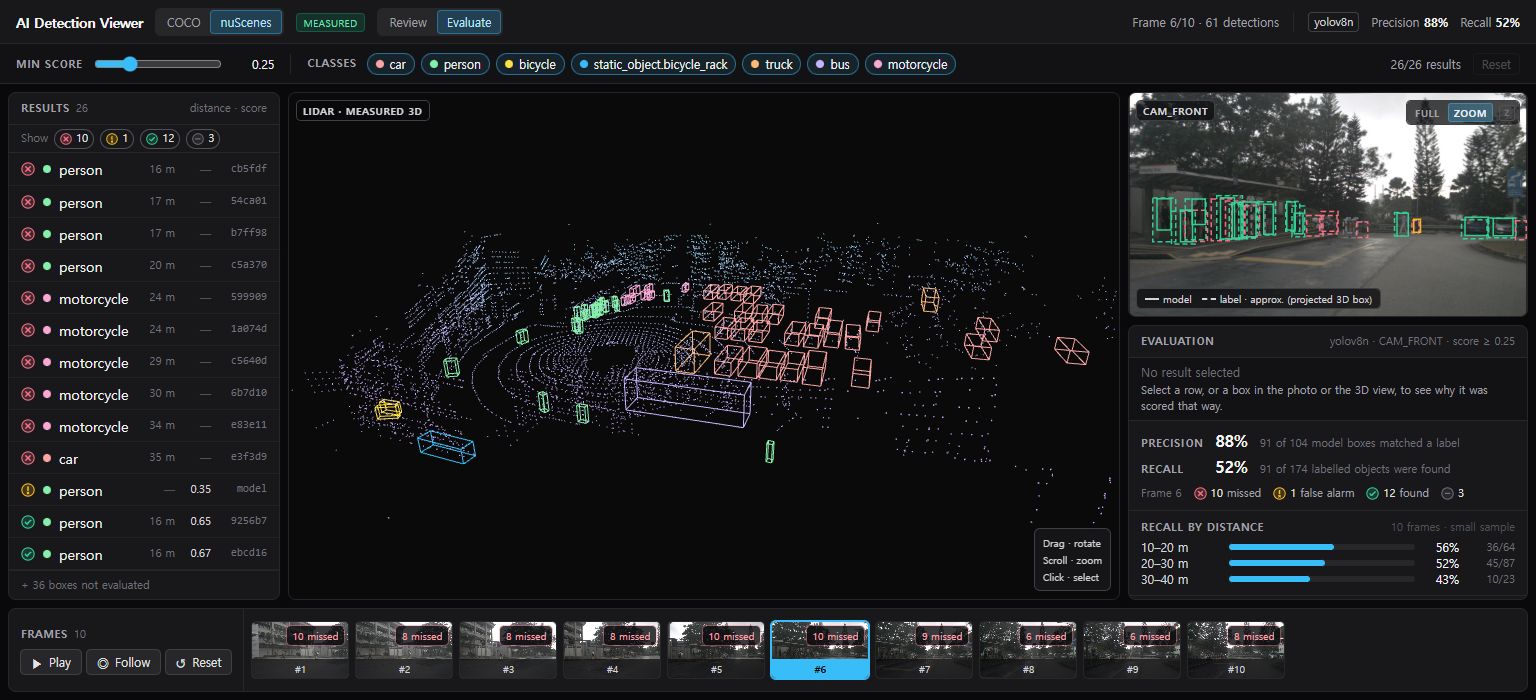 AI Detection Viewer COCO nuScenes MEASURED Review Evaluate Frame 6/10 · 61 detections yolov8n Precision 88% Recall 52%
MIN SCORE 0.25 CLASSES car person bicycle static_object.bicycle_rack truck bus motorcycle 26/26 results Reset
RESULTS 26 distance · score
Show 10 1 12 3
person 16 m — cb5fdf
person 17 m — 54ca01
person 17 m — b7ff98
person 20 m — c5a370
motorcycle 24 m — 599909
motorcycle 24 m — 1a074d
motorcycle 29 m — c5640d
motorcycle 30 m — 6b7d10
motorcycle 34 m — e83e11
car 35 m — e3f3d9
person — 0.35 model
person 16 m 0.65 9256b7
person 16 m 0.67 ebcd16
+ 36 boxes not evaluated
LIDAR · MEASURED 3D
Drag · rotate
Scroll · zoom
Click · select
CAM_FRONT FULL ZOOM Z
model label · approx. (projected 3D box)
EVALUATION yolov8n · CAM_FRONT · score ≥ 0.25
No result selected
Select a row, or a box in the photo or the 3D view, to see why it was
scored that way.
PRECISION 88% 91 of 104 model boxes matched a label
RECALL 52% 91 of 174 labelled objects were found
Frame 6 10 missed 1 false alarm 12 found 3
RECALL BY DISTANCE 10 frames · small sample
10–20 m 56% 36/64
20–30 m 52% 45/87
30–40 m 43% 10/23
FRAMES 10
Play Follow Reset
10 missed 8 missed 8 missed 8 missed 10 missed 10 missed 9 missed 6 missed 6 missed 8 missed
#1 #2 #3 #4 #5 #6 #7 #8 #9 #10